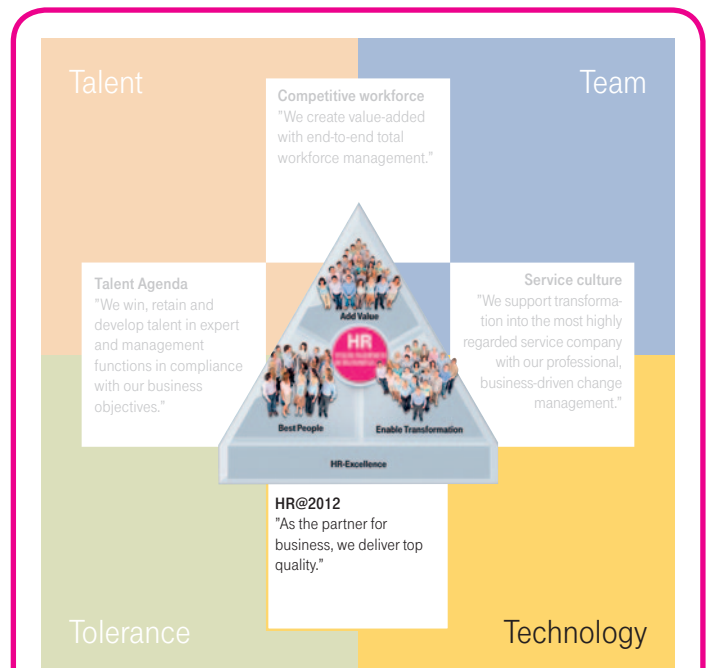 Talent
Team
Competitive workforce
"We create value-added
with end-to-end total
workforce management."
Talent Agenda
"We win, retain and
develop talent in expert
and management
functions in compliance
with our business
objectives."
Service culture
"We support transforma-
tion into the most highly
regarded service company
with our professional,
business-driven change
management."
Add Value
HR
Best People
Enable Transformation
HR-Excellence
HR@2012
"As the partner for
business, we deliver top
quality."
Tolerance
Technology